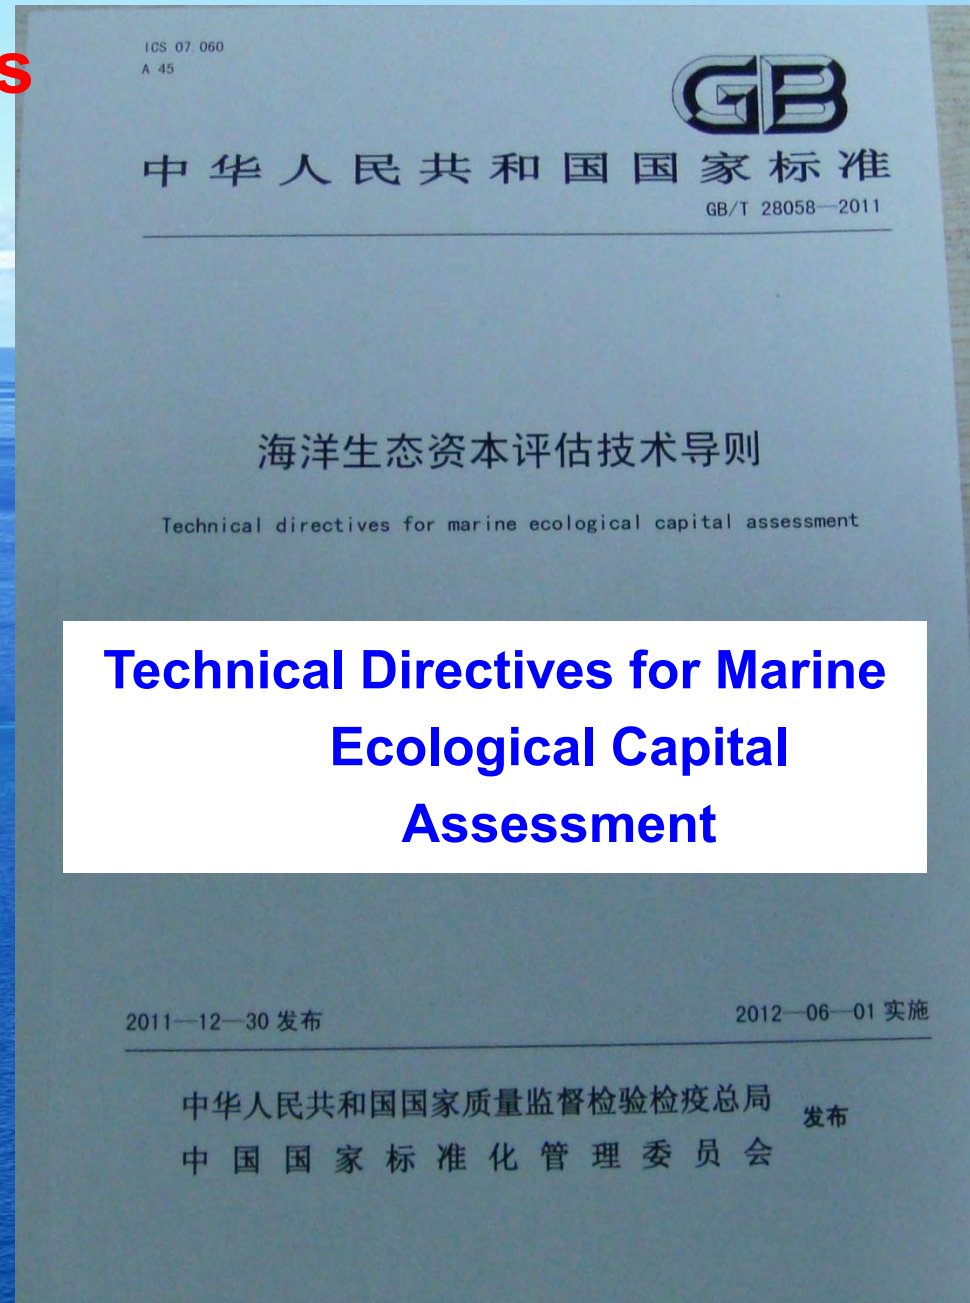 s
ICS 07.060
A 45
GB
中华人民共和国国家标准
GB/T 28058—2011
海洋生态资本评估技术导则
Technical directives for marine ecological capital assessment
Technical Directives for Marine
Ecological Capital
Assessment
2011—12—30 发布
2012—06—01 实施
中华人民共和国国家质量监督检验检疫总局
发布
中国国家标准化管理委员会